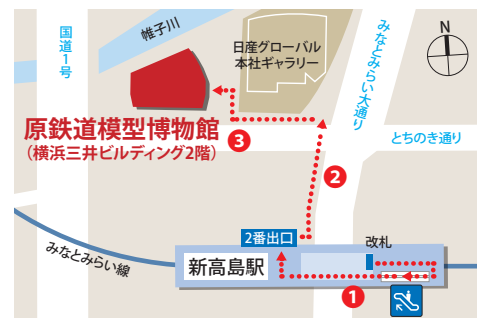 国道1号
帷子川
日産グローバル
本社ギャラリー
みなとみらい大通り
N
原鉄道模型博物館
(横浜三井ビルディング2階)
3
とちのき通り
2
2番出口
改札
みなとみらい線
新高島駅
1